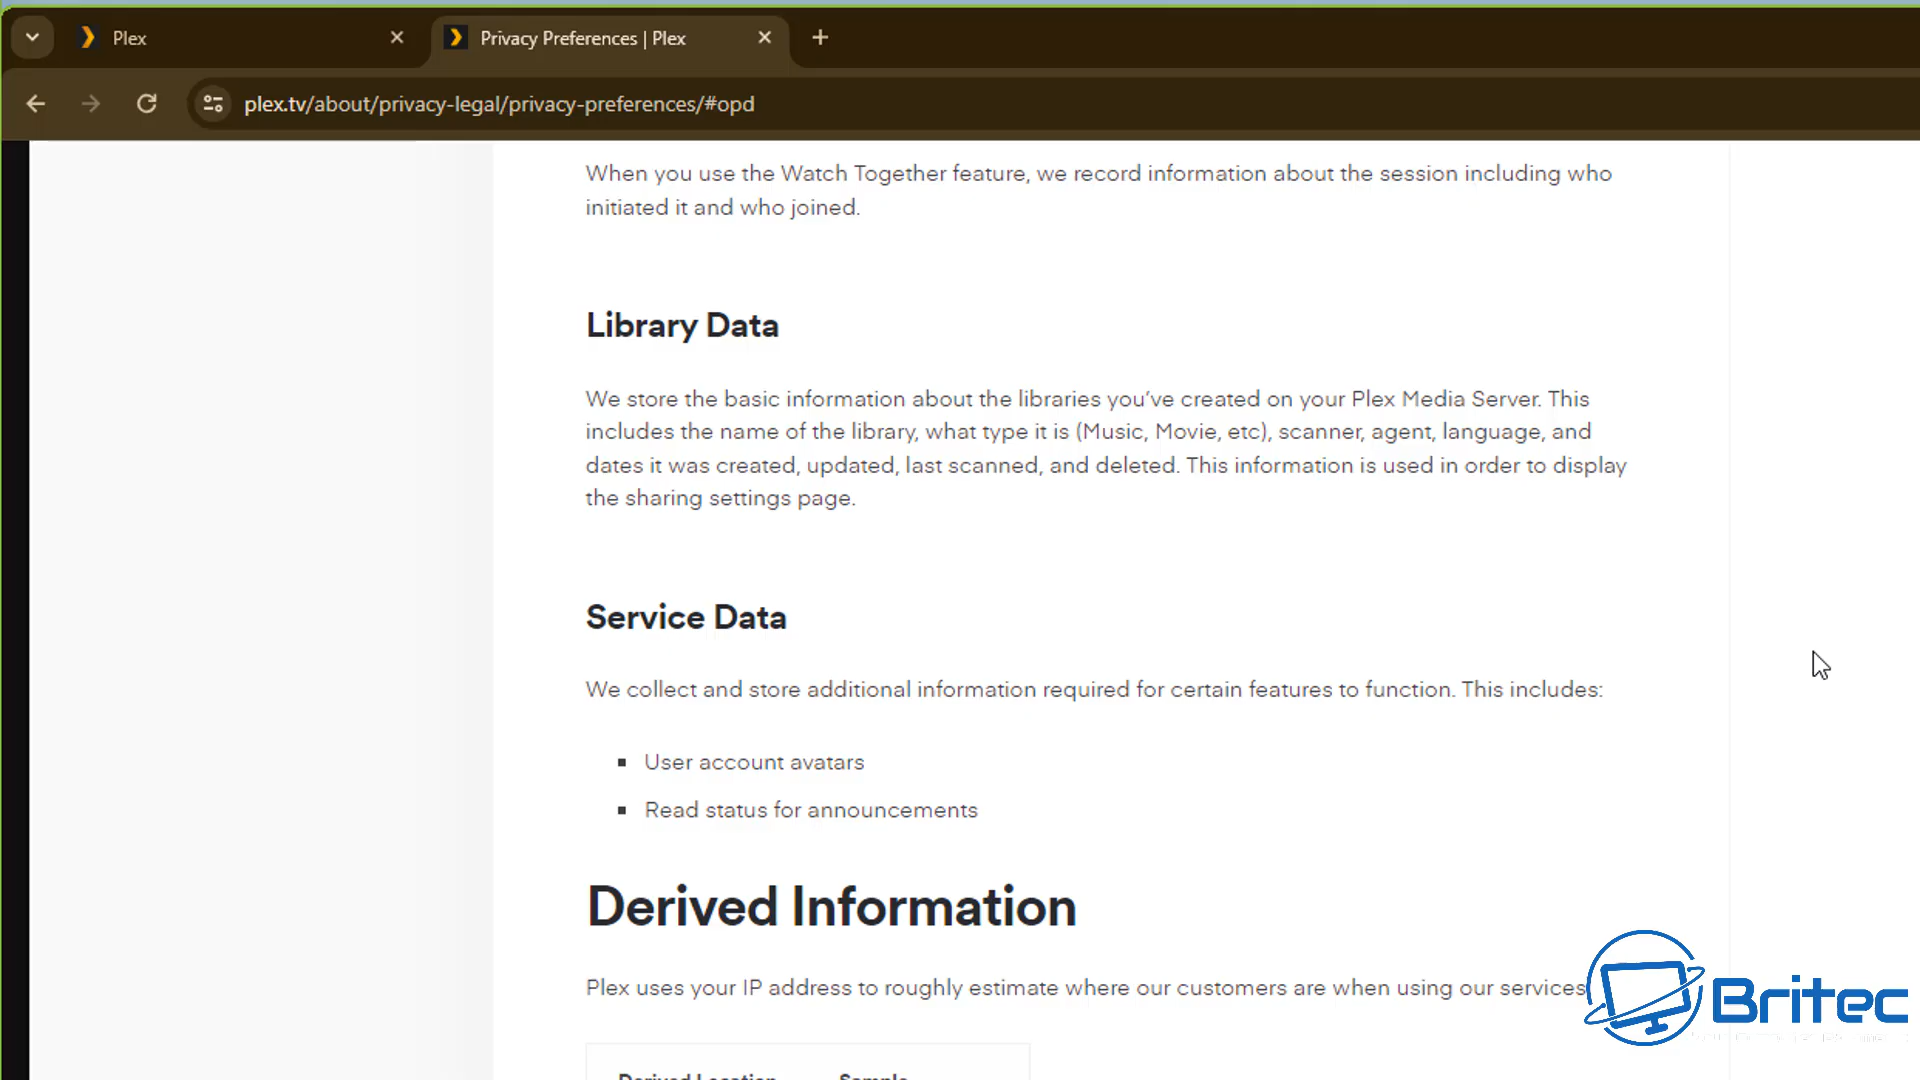 Plex
Privacy Preferences | Plex
plex.tv/about/privacy-legal/privacy-preferences/#opd
When you use the Watch Together feature, we record information about the session including who
initiated it and who joined.
Library Data
We store the basic information about the libraries you’ve created on your Plex Media Server. This
includes the name of the library, what type it is (Music, Movie, etc), scanner, agent, language, and
dates it was created, updated, last scanned, and deleted. This information is used in order to display
the sharing settings page.
Service Data
We collect and store additional information required for certain features to function. This includes:
▪ User account avatars
▪ Read status for announcements
Derived Information
Plex uses your IP address to roughly estimate where our customers are when using our services
Britec
Derived Location Sample